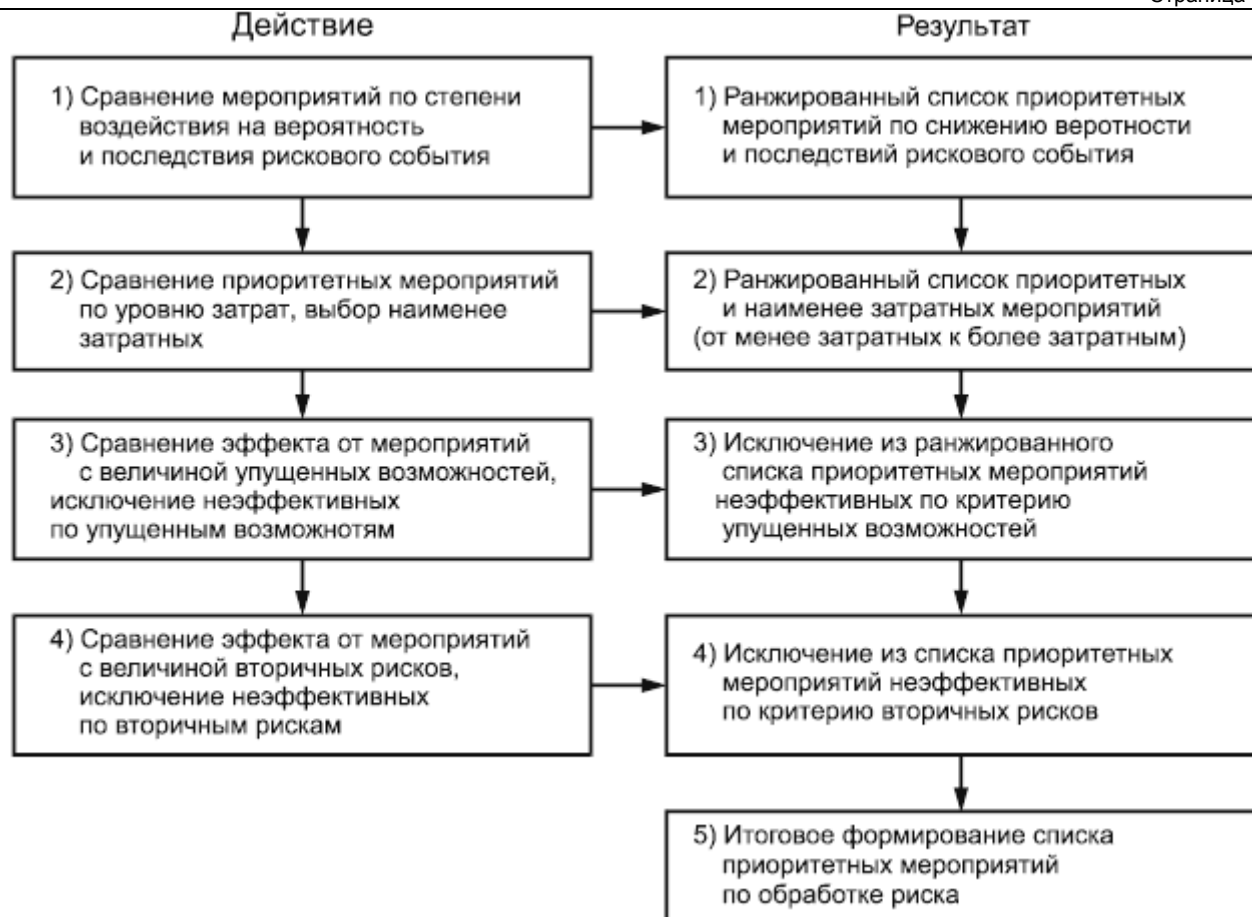 Страница
Действие
Результат
1) Сравнение мероприятий по степени
воздействия на вероятность
и последствия рискового события
1) Ранжированный список приоритетных
мероприятий по снижению веротности
и последствий рискового события
2) Сравнение приоритетных мероприятий
по уровню затрат, выбор наименее
затратных
2) Ранжированный список приоритетных
и наименее затратных мероприятий
(от менее затратных к более затратным)
3) Сравнение эффекта от мероприятий
с величиной упущенных возможностей,
исключение неэффективных
по упущенным возможнотям
3) Исключение из ранжированного
списка приоритетных мероприятий
неэффективных по критерию
упущенных возможностей
4) Сравнение эффекта от мероприятий
с величиной вторичных рисков,
исключение неэффективных
по вторичным рискам
4) Исключение из списка приоритетных
мероприятий неэффективных
по критерию вторичных рисков
5) Итоговое формирование списка
приоритетных мероприятий
по обработке риска